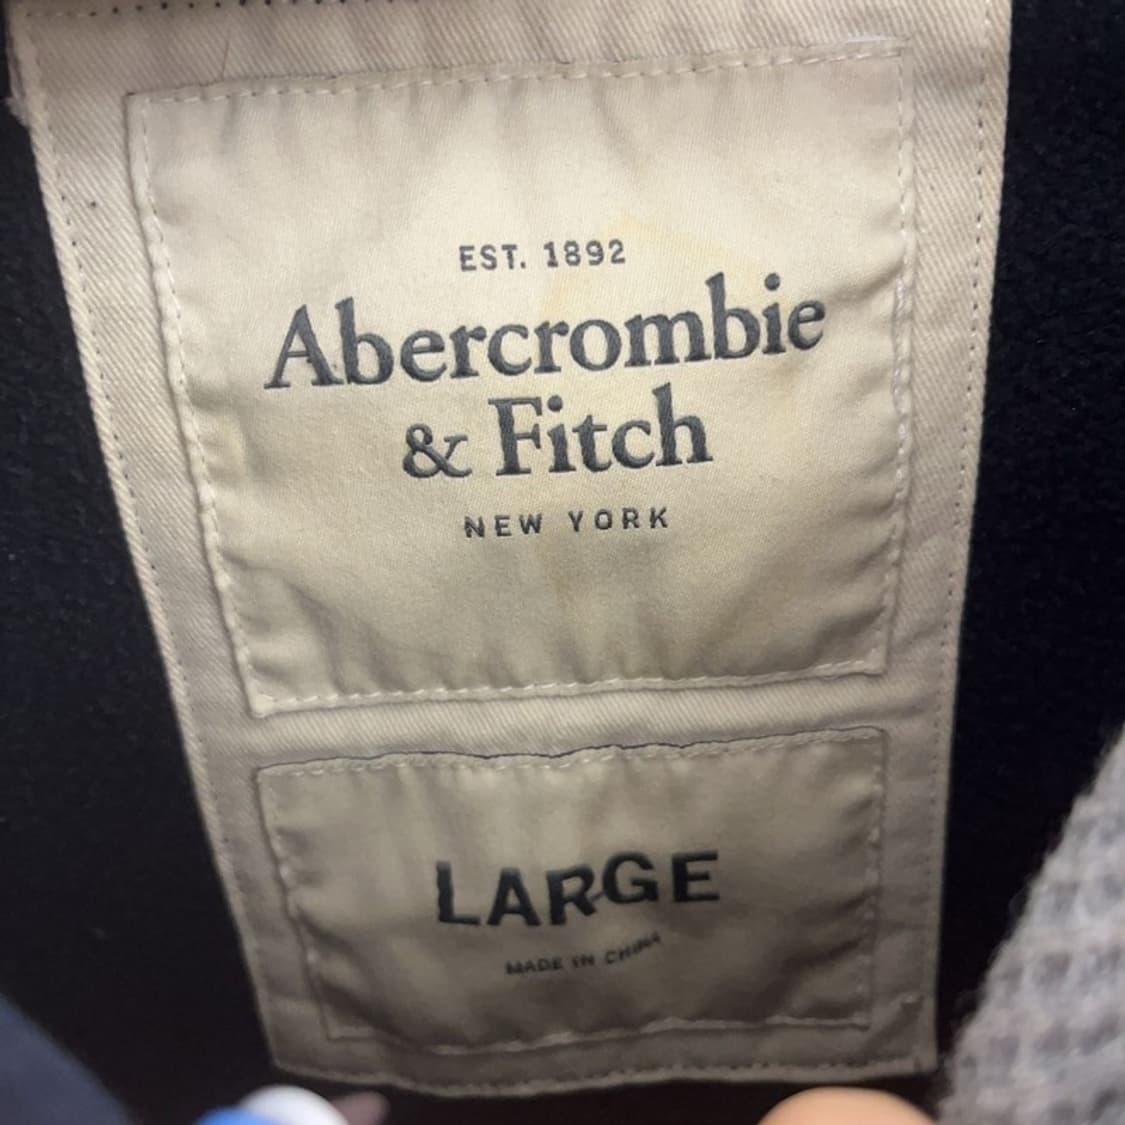 EST. 1892
Abercrombie
& Fitch
NEW YORK
LARGE
MADE IN CHINA